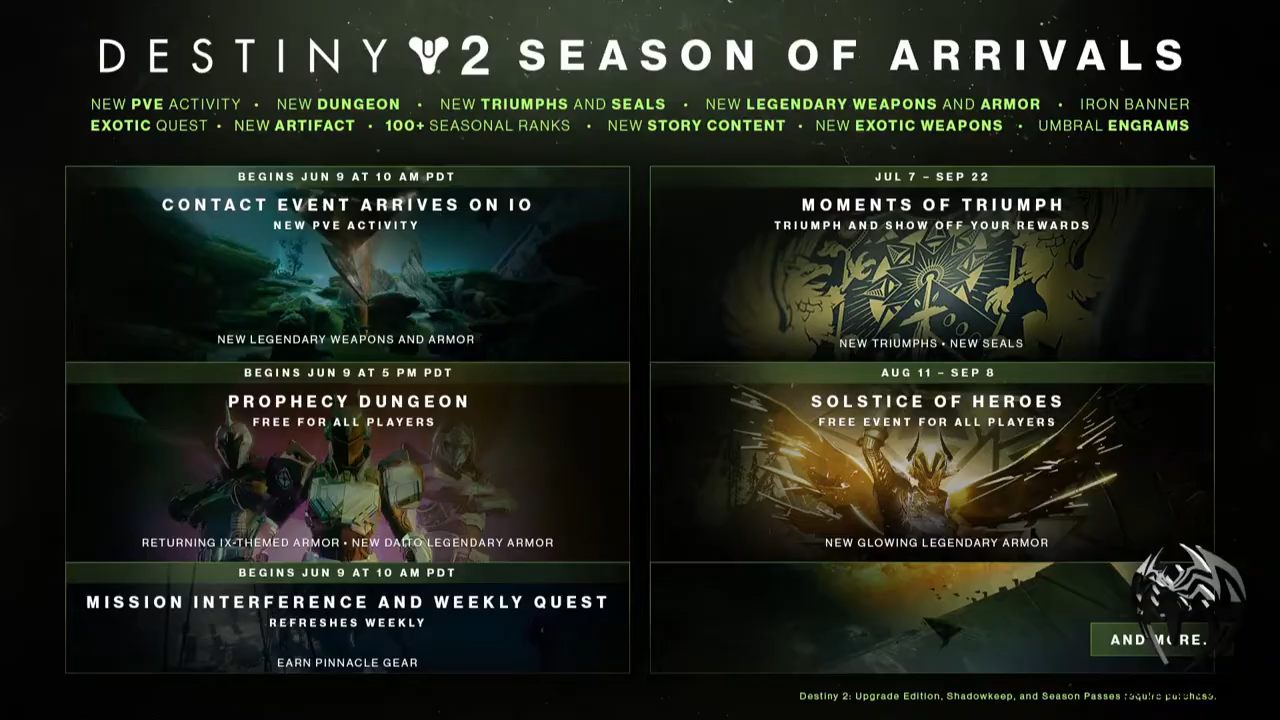 DESTINY 2 SEASON OF ARRIVALS
NEW PVE ACTIVITY • NEW DUNGEON • NEW TRIUMPHS AND SEALS • NEW LEGENDARY WEAPONS AND ARMOR • IRON BANNER
EXOTIC QUEST • NEW ARTIFACT • 100+ SEASONAL RANKS • NEW STORY CONTENT • NEW EXOTIC WEAPONS • UMBRAL ENGRAMS
BEGINS JUN 9 AT 10 AM PDT
CONTACT EVENT ARRIVES ON IO
NEW PVE ACTIVITY
NEW LEGENDARY WEAPONS AND ARMOR
BEGINS JUN 9 AT 5 PM PDT
PROPHECY DUNGEON
FREE FOR ALL PLAYERS
RETURNING IX-THEMED ARMOR • NEW DAITO LEGENDARY ARMOR
BEGINS JUN 9 AT 10 AM PDT
MISSION INTERFERENCE AND WEEKLY QUEST
REFRESHES WEEKLY
EARN PINNACLE GEAR
JUL 7 – SEP 22
MOMENTS OF TRIUMPH
TRIUMPH AND SHOW OFF YOUR REWARDS
NEW TRIUMPHS • NEW SEALS
AUG 11 – SEP 8
SOLSTICE OF HEROES
FREE EVENT FOR ALL PLAYERS
NEW GLOWING LEGENDARY ARMOR
AND MORE.
Destiny 2: Upgrade Edition, Shadowkeep, and Season Passes require purchase.